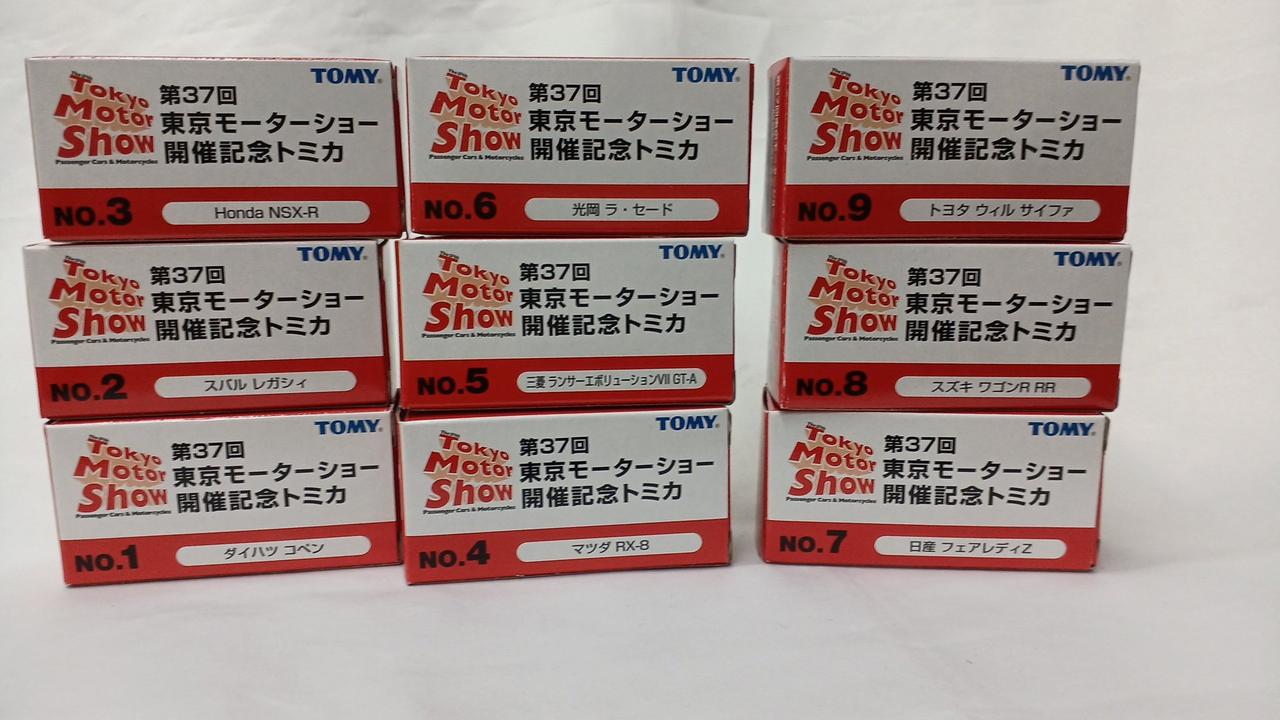 TOMY
Tokyo
Motor
Show
Passenger Cars & Motorcycles
第37回
東京モーターショー
開催記念トミカ
NO.3
Honda NSX-R
TOMY
Tokyo
Motor
Show
Passenger Cars & Motorcycles
第37回
東京モーターショー
開催記念トミカ
NO.6
光岡 ラ・セード
TOMY
Tokyo
Motor
Show
Passenger Cars & Motorcycles
第37回
東京モーターショー
開催記念トミカ
NO.9
トヨタ ウィル サイファ
TOMY
Tokyo
Motor
Show
Passenger Cars & Motorcycles
第37回
東京モーターショー
開催記念トミカ
NO.2
スバル レガシィ
TOMY
Tokyo
Motor
Show
Passenger Cars & Motorcycles
第37回
東京モーターショー
開催記念トミカ
NO.5
三菱 ランサーエボリューションVII GT-A
TOMY
Tokyo
Motor
Show
Passenger Cars & Motorcycles
第37回
東京モーターショー
開催記念トミカ
NO.8
スズキ ワゴンR RR
TOMY
Tokyo
Motor
Show
Passenger Cars & Motorcycles
第37回
東京モーターショー
開催記念トミカ
NO.1
ダイハツ コペン
TOMY
Tokyo
Motor
Show
Passenger Cars & Motorcycles
第37回
東京モーターショー
開催記念トミカ
NO.4
マツダ RX-8
TOMY
Tokyo
Motor
Show
Passenger Cars & Motorcycles
第37回
東京モーターショー
開催記念トミカ
NO.7
日産 フェアレディZ